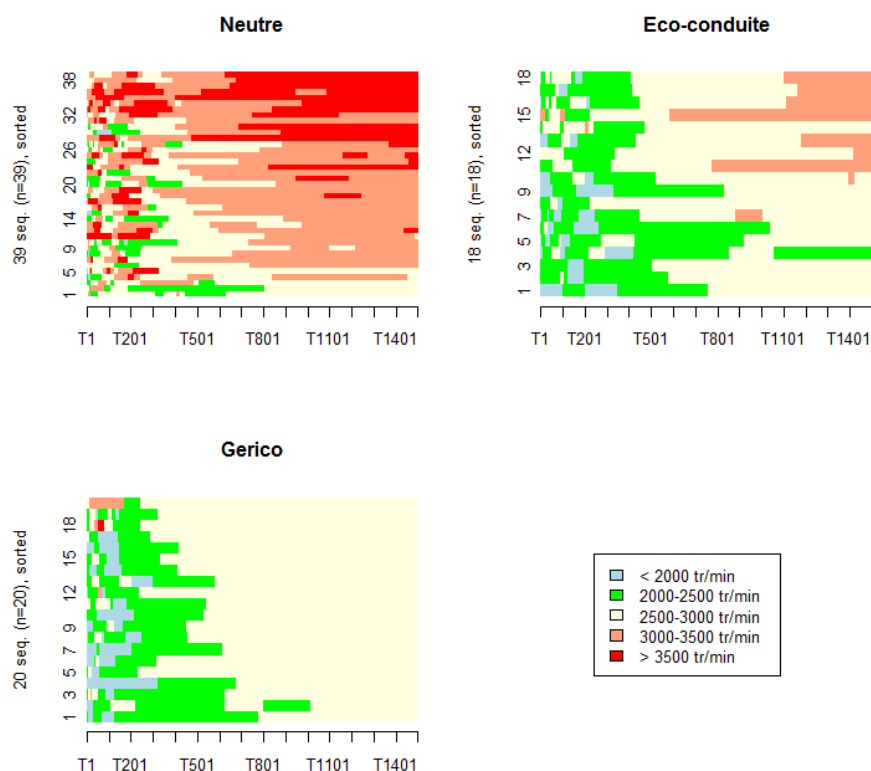 Neutre
39 seq. (n=39), sorted
1 5 9 14 20 26 32 38
T1 T201 T501 T801 T1101 T1401
Eco-conduite
18 seq. (n=18), sorted
1 3 5 7 9 12 15 18
T1 T201 T501 T801 T1101 T1401
Gerico
20 seq. (n=20), sorted
1 3 5 7 9 12 15 18
T1 T201 T501 T801 T1101 T1401
< 2000 tr/min
2000-2500 tr/min
2500-3000 tr/min
3000-3500 tr/min
> 3500 tr/min